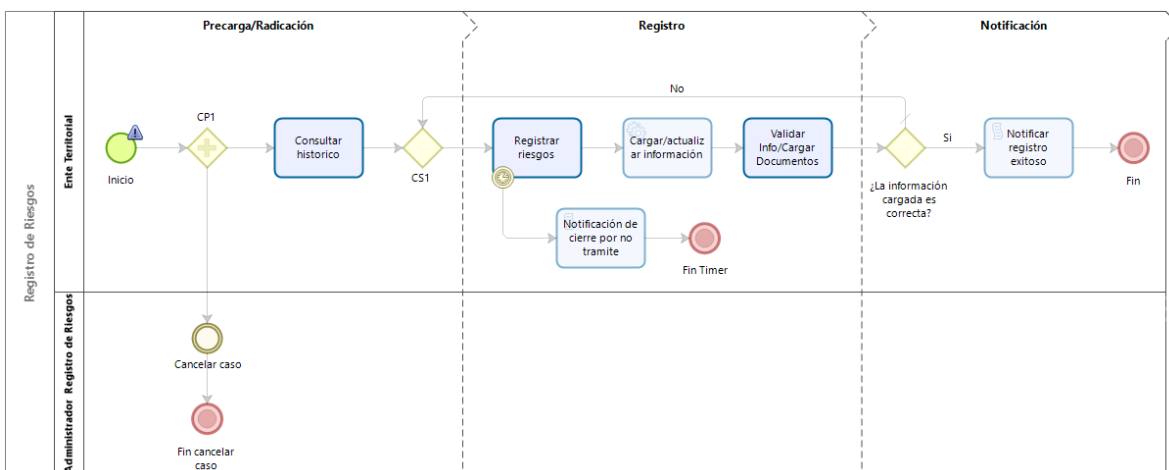 Registro de Riesgos
Precarga/Radicación
Registro
Notificación
Ente Territorial
Inicio
CP1
Consultar
historico
CS1
No
Registrar
riesgos
Cargar/actualiz
ar información
Validar
Info/Cargar
Documentos
¿La información
cargada es
correcta?
Si
Notificar
registro
exitoso
Fin
Notificación de
cierre por no
tramite
Fin Timer
Administrador Registro de Riesgos
Cancelar caso
Fin cancelar
caso